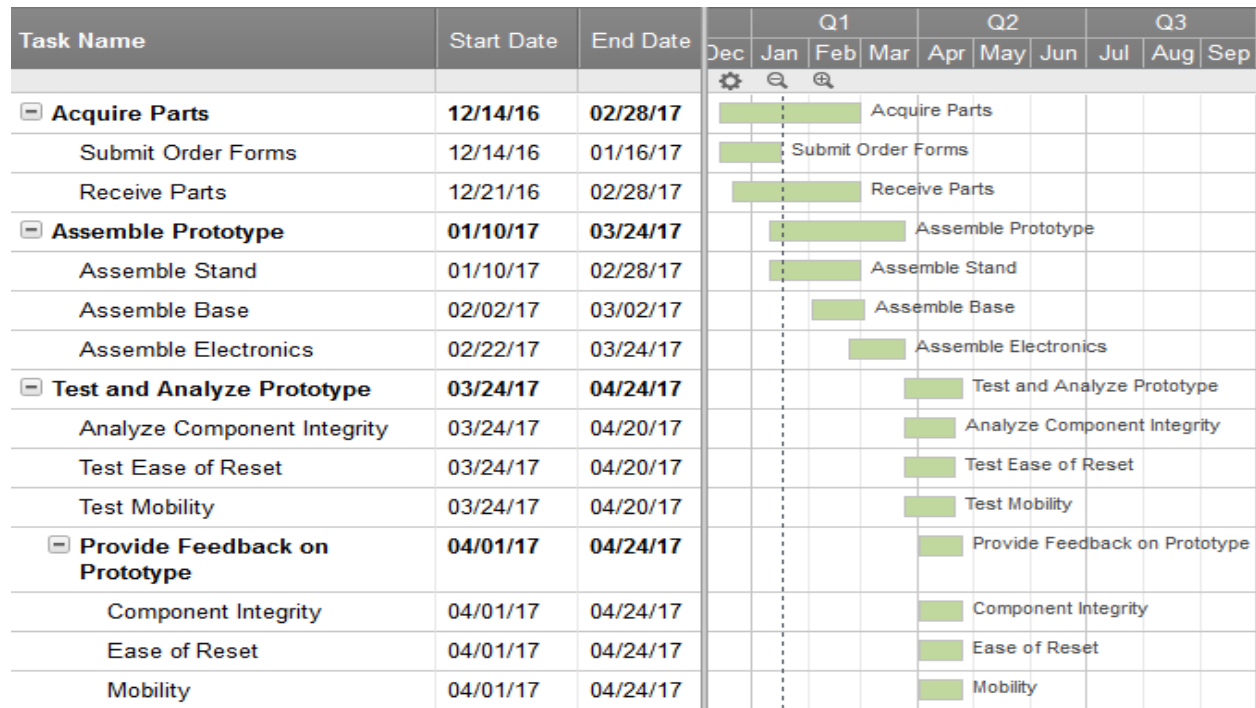 Task Name Start Date End Date Q1 Q2 Q3
Dec Jan Feb Mar Apr May Jun Jul Aug Sep
Acquire Parts 12/14/16 02/28/17 Acquire Parts
Submit Order Forms 12/14/16 01/16/17 Submit Order Forms
Receive Parts 12/21/16 02/28/17 Receive Parts
Assemble Prototype 01/10/17 03/24/17 Assemble Prototype
Assemble Stand 01/10/17 02/28/17 Assemble Stand
Assemble Base 02/02/17 03/02/17 Assemble Base
Assemble Electronics 02/22/17 03/24/17 Assemble Electronics
Test and Analyze Prototype 03/24/17 04/24/17 Test and Analyze Prototype
Analyze Component Integrity 03/24/17 04/20/17 Analyze Component Integrity
Test Ease of Reset 03/24/17 04/20/17 Test Ease of Reset
Test Mobility 03/24/17 04/20/17 Test Mobility
Provide Feedback on 04/01/17 04/24/17 Provide Feedback on Prototype
Prototype
Component Integrity 04/01/17 04/24/17 Component Integrity
Ease of Reset 04/01/17 04/24/17 Ease of Reset
Mobility 04/01/17 04/24/17 Mobility